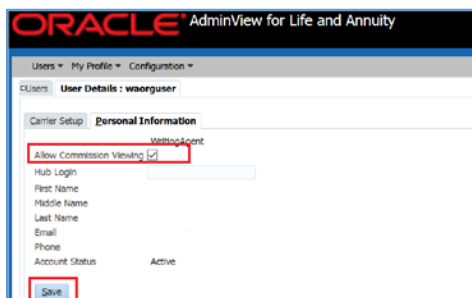 ORACLE AdminView for Life and Annuity
Users My Profile Configuration
Users User Details : waorguser
Carrier Setup Personal Information
WritingAgent
Allow Commission Viewing
Hub Login
First Name
Middle Name
Last Name
Email
Phone
Account Status Active
Save